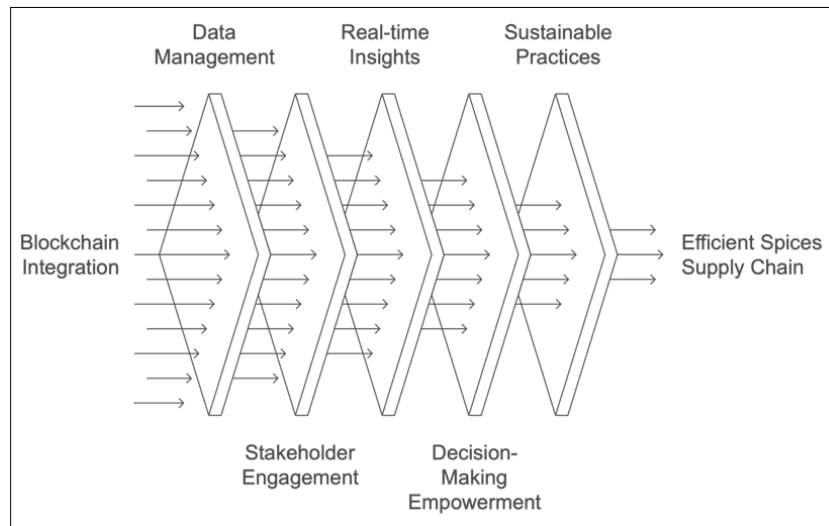 Data
Management
Real-time
Insights
Sustainable
Practices
Blockchain
Integration
Efficient Spices
Supply Chain
Stakeholder
Engagement
Decision-
Making
Empowerment